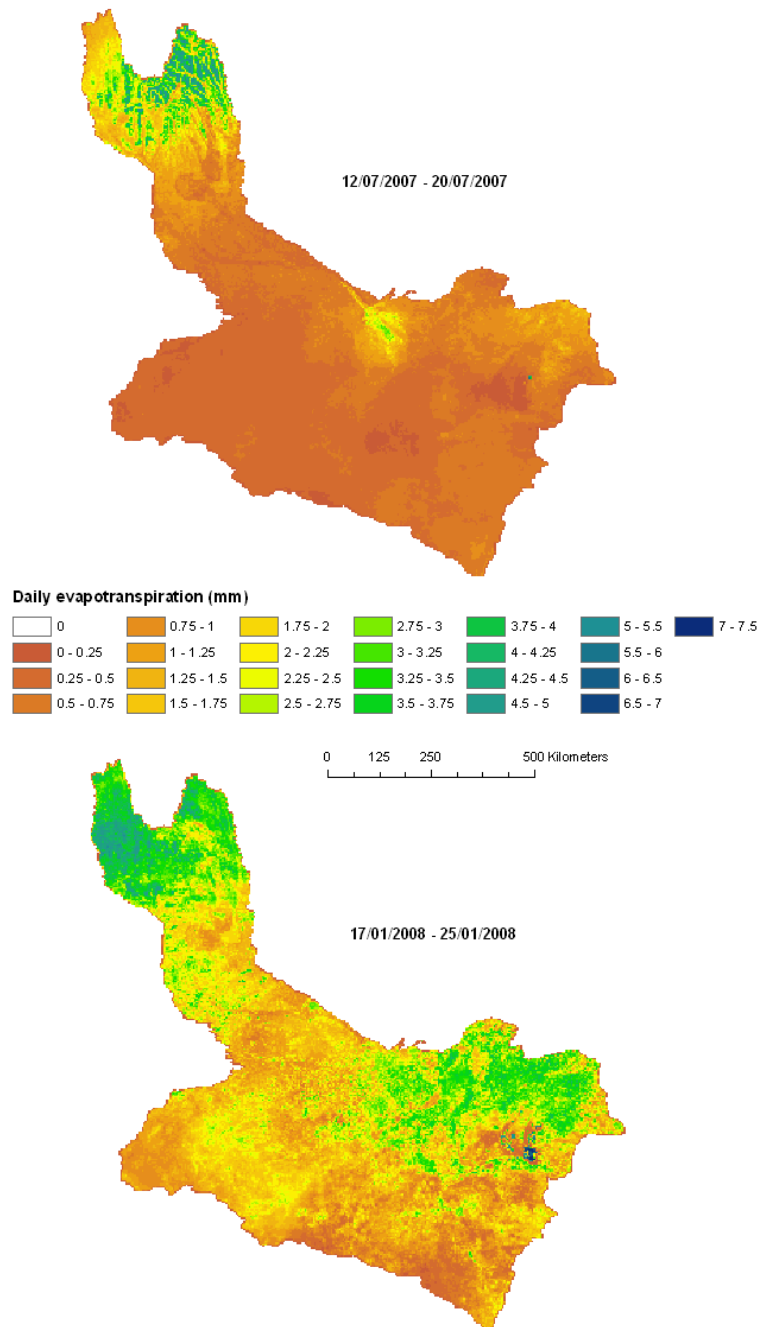 12/07/2007 - 20/07/2007
Daily evapotranspiration (mm)
0 0.75 - 1 1.75 - 2 2.75 - 3 3.75 - 4 5 - 5.5 7 - 7.5
0 - 0.25 1 - 1.25 2 - 2.25 3 - 3.25 4 - 4.25 5.5 - 6
0.25 - 0.5 1.25 - 1.5 2.25 - 2.5 3.25 - 3.5 4.25 - 4.5 6 - 6.5
0.5 - 0.75 1.5 - 1.75 2.5 - 2.75 3.5 - 3.75 4.5 - 5 6.5 - 7
0 125 250 500 Kilometers
17/01/2008 - 25/01/2008